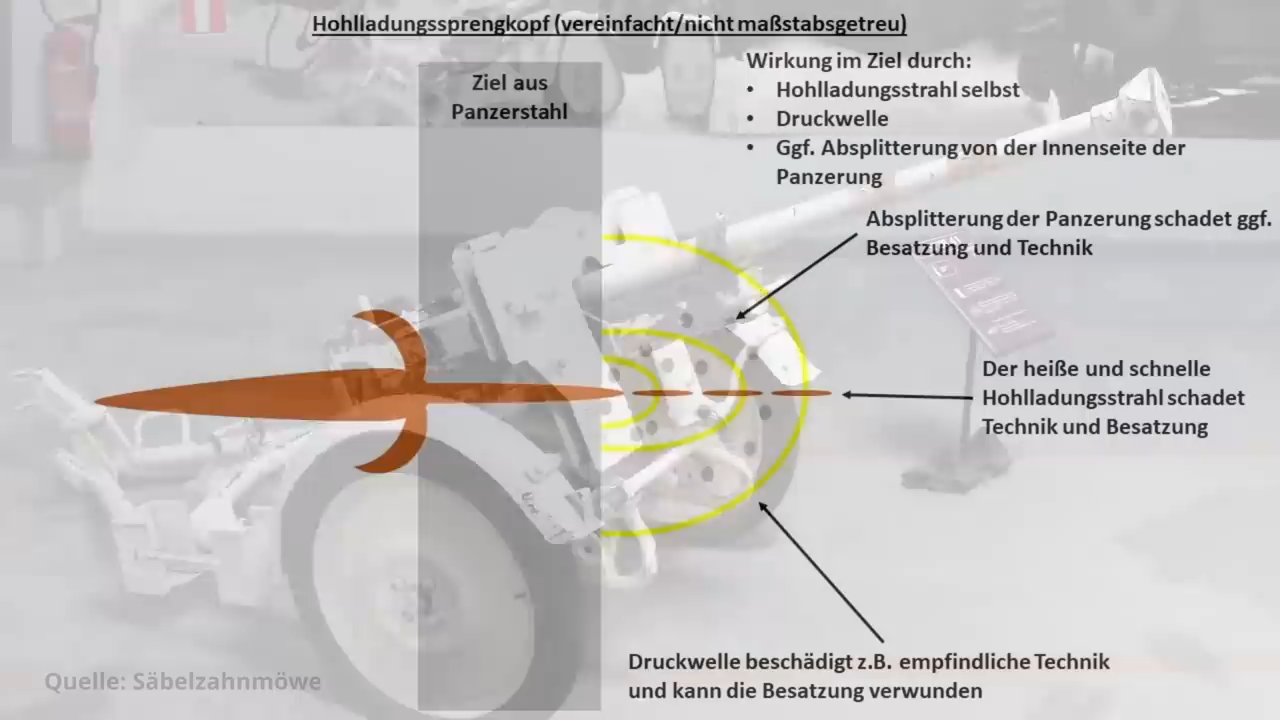 Hohlladungssprengkopf (vereinfacht/nicht maßstabsgetreu)
Ziel aus
Panzerstahl
Wirkung im Ziel durch:
• Hohlladungsstrahl selbst
• Druckwelle
• Ggf. Absplitterung von der Innenseite der
Panzerung
Absplitterung der Panzerung schadet ggf.
Besatzung und Technik
Der heiße und schnelle
Hohlladungsstrahl schadet
Technik und Besatzung
Druckwelle beschädigt z.B. empfindliche Technik
und kann die Besatzung verwunden
Quelle: Säbelzahnmöwe